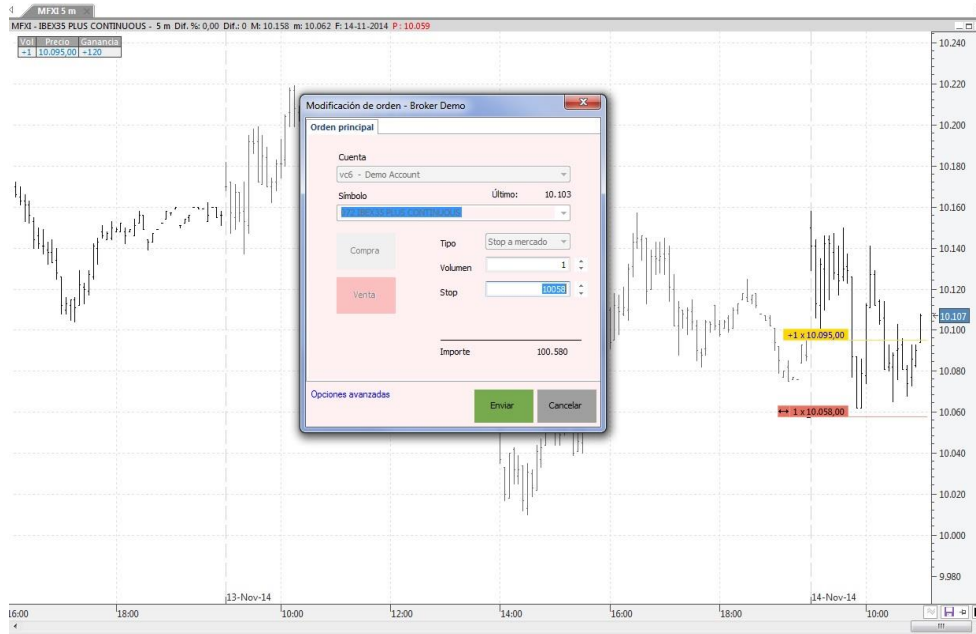 MFXI 5 m
MFXI - IBEX35 PLUS CONTINUOUS - 5 m Dif. %: 0,00 Dif.: 0 M: 10.158 m: 10.062 F: 14-11-2014 P : 10.059
Vol Precio Ganancia
+1 10.095,00 +120
Modificación de orden - Broker Demo
Orden principal
Cuenta
vc6 - Demo Account
Símbolo Último: 10.103
IBEX35 PLUS CONTINUOUS
Compra
Venta
Tipo Stop a mercado
Volumen 1
Stop 10058
Importe 100.580
Opciones avanzadas
Enviar
Cancelar
+1 x 10.095,00
1 x 10.058,00
10.240
10.220
10.200
10.180
10.160
10.140
10.120
10.107
10.100
10.080
10.060
10.040
10.020
10.000
9.980
13-Nov-14
14-Nov-14
16:00 18:00 10:00 12:00 14:00 16:00 18:00 10:00